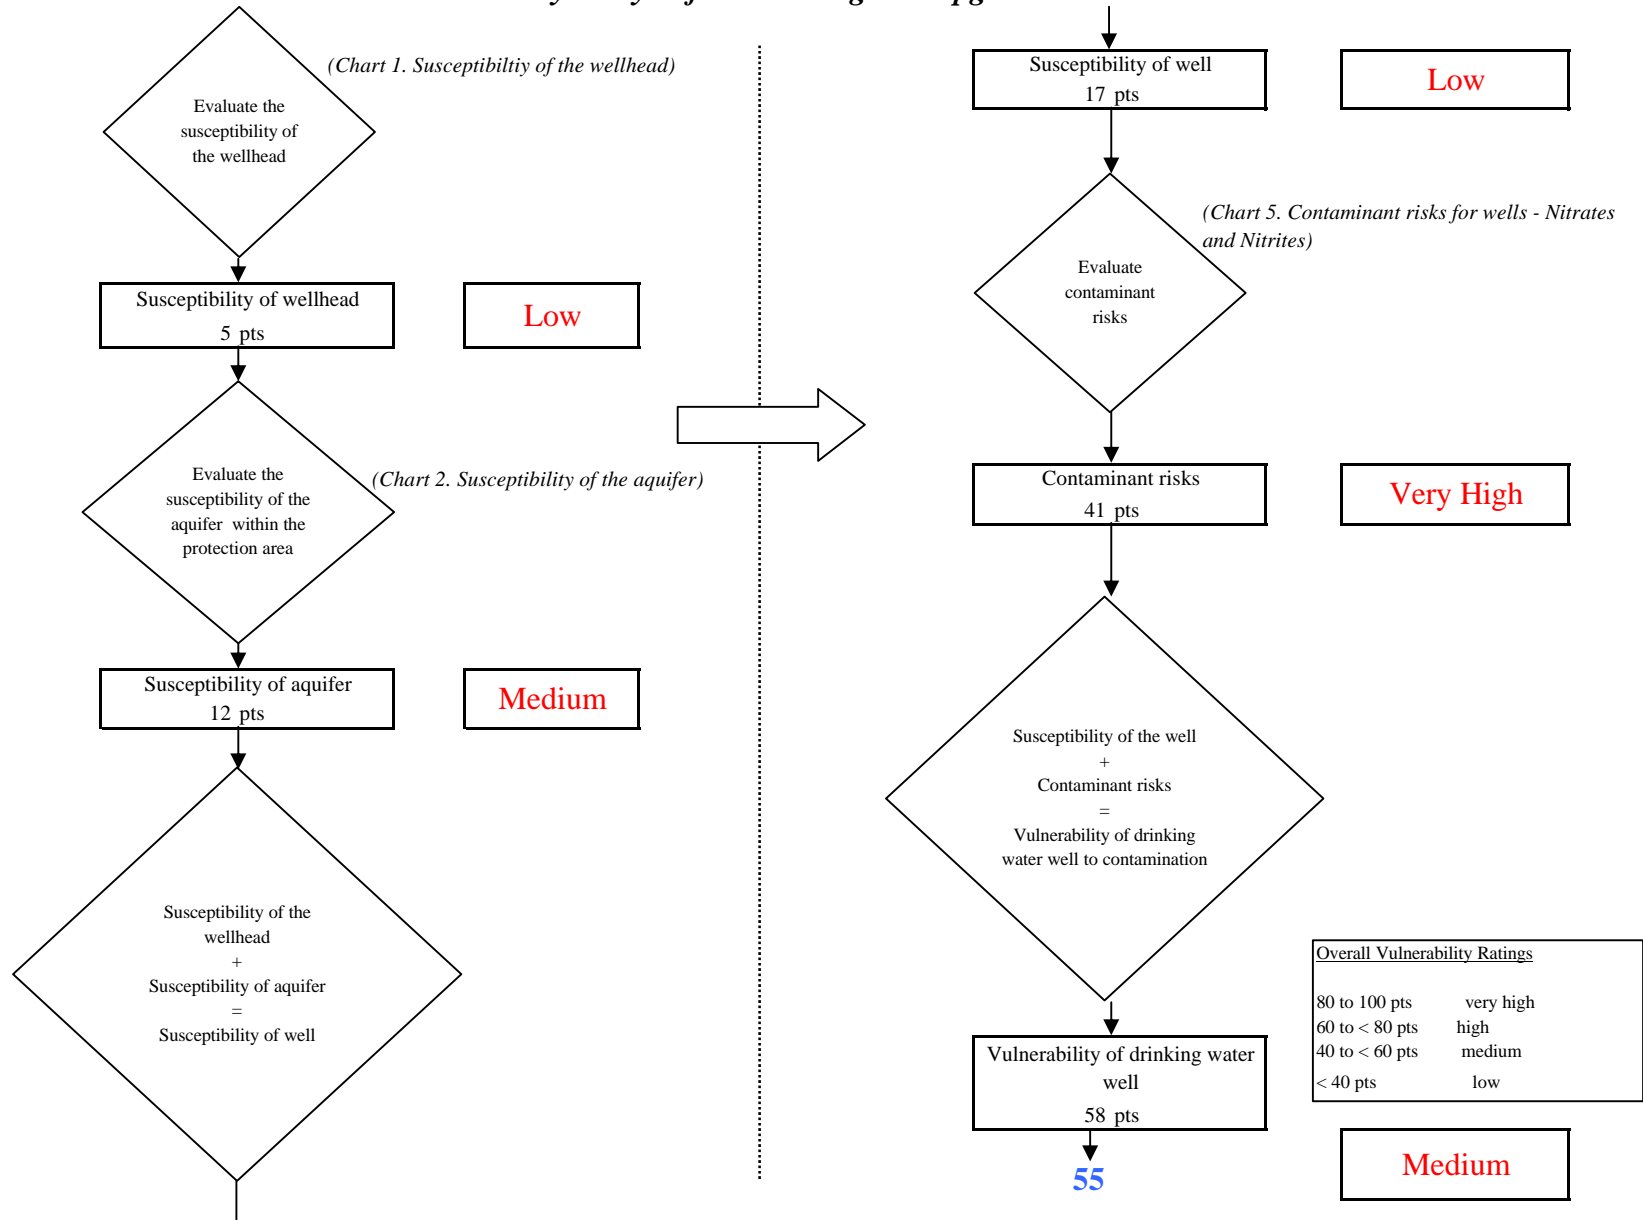 (Chart 1. Susceptibiltiy of the wellhead)
Evaluate the
susceptibility of
the wellhead
Susceptibility of wellhead
5 pts
Low
Evaluate the
susceptibility of the
aquifer within the
protection area
(Chart 2. Susceptibility of the aquifer)
Susceptibility of aquifer
12 pts
Medium
Susceptibility of the
wellhead
+
Susceptibility of aquifer
=
Susceptibility of well
Susceptibility of well
17 pts
Low
(Chart 5. Contaminant risks for wells - Nitrates
and Nitrites)
Evaluate
contaminant
risks
Contaminant risks
41 pts
Very High
Susceptibility of the well
+
Contaminant risks
=
Vulnerability of drinking
water well to contamination
Overall Vulnerability Ratings
80 to 100 pts very high
60 to < 80 pts high
40 to < 60 pts medium
< 40 pts low
Vulnerability of drinking water
well
58 pts
55
Medium